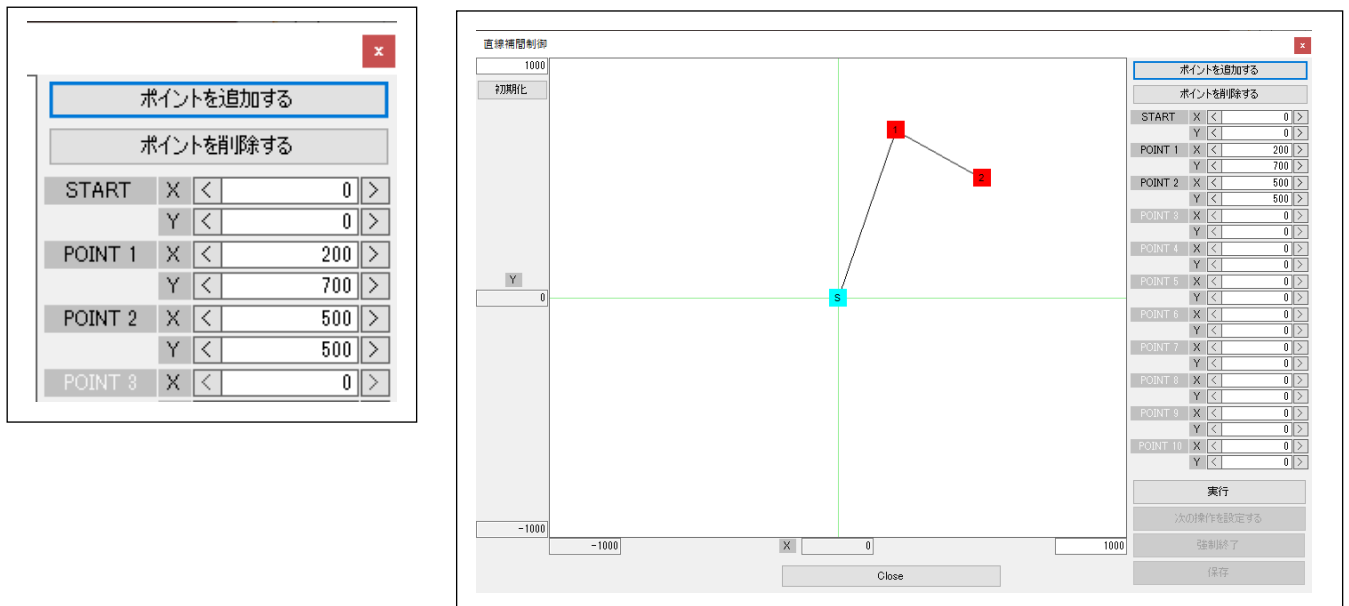 x
ポイントを追加する
ポイントを削除する
START X < 0 >
Y < 0 >
POINT 1 X < 200 >
Y < 700 >
POINT 2 X < 500 >
Y < 500 >
POINT 3 X < 0 >
直線補間制御 x
1000
初期化
Y
0
-1000
-1000 X 0 1000
1
2
S
Close
ポイントを追加する
ポイントを削除する
START X < 0 >
Y < 0 >
POINT 1 X < 200 >
Y < 700 >
POINT 2 X < 500 >
Y < 500 >
POINT 3 X < 0 >
Y < 0 >
POINT 4 X < 0 >
Y < 0 >
POINT 5 X < 0 >
Y < 0 >
POINT 6 X < 0 >
Y < 0 >
POINT 7 X < 0 >
Y < 0 >
POINT 8 X < 0 >
Y < 0 >
POINT 9 X < 0 >
Y < 0 >
POINT 10 X < 0 >
Y < 0 >
実行
次の操作を設定する
強制終了
保存